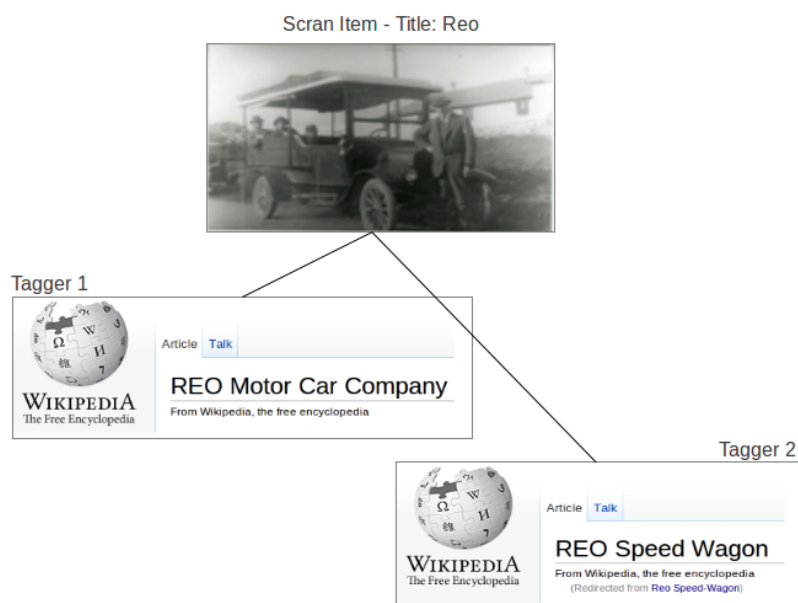 Scran Item - Title: Reo
Tagger 1
Article Talk
REO Motor Car Company
From Wikipedia, the free encyclopedia
WIKIPEDIA
The Free Encyclopedia
Tagger 2
Article Talk
REO Speed Wagon
From Wikipedia, the free encyclopedia
(Redirected from Reo Speed-Wagon)
WIKIPEDIA
The Free Encyclopedia